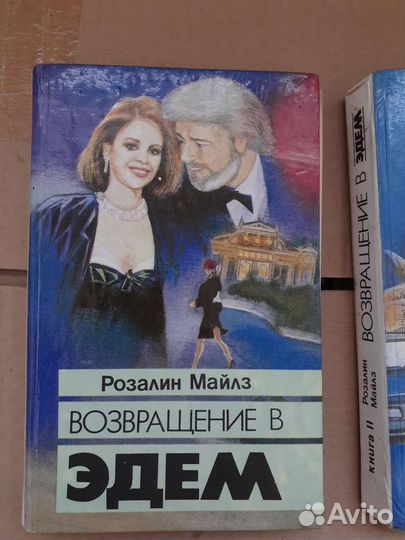 Розалин Майлз
ВОЗВРАЩЕНИЕ В
ЭДЕМ
книга II
Розалин
Майлз
ВОЗВРАЩЕНИЕ В ЭДЕМ
Avito